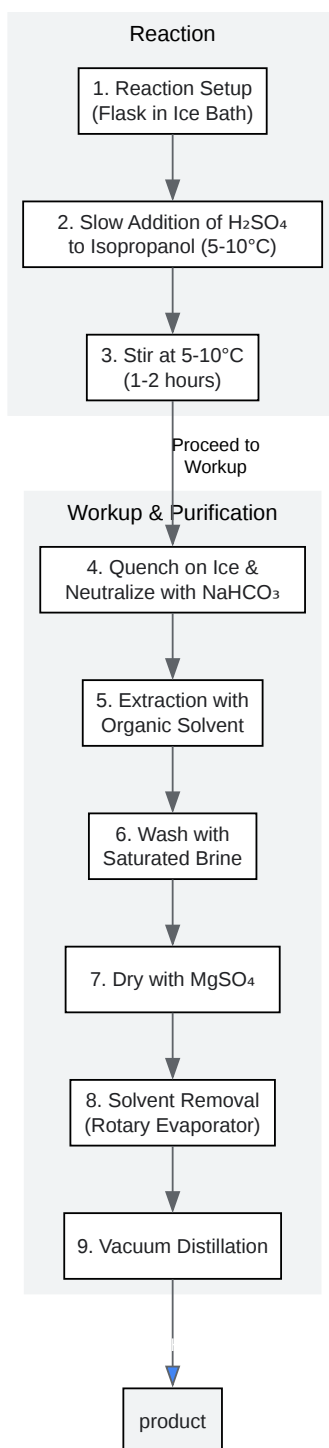 Reaction
1. Reaction Setup
(Flask in Ice Bath)
2. Slow Addition of H₂SO₄
to Isopropanol (5-10°C)
3. Stir at 5-10°C
(1-2 hours)
Proceed to
Workup
Workup & Purification
4. Quench on Ice &
Neutralize with NaHCO₃
5. Extraction with
Organic Solvent
6. Wash with
Saturated Brine
7. Dry with MgSO₄
8. Solvent Removal
(Rotary Evaporator)
9. Vacuum Distillation
product